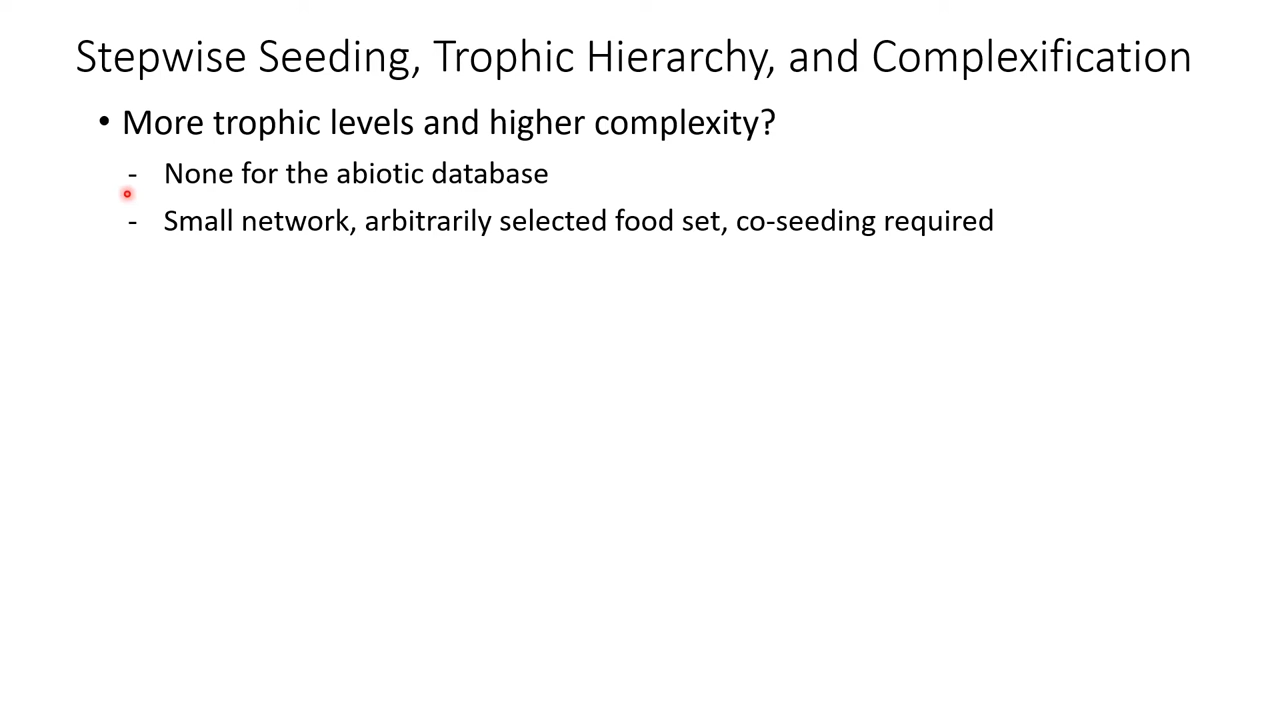 Stepwise Seeding, Trophic Hierarchy, and Complexification
• More trophic levels and higher complexity?
- None for the abiotic database
- Small network, arbitrarily selected food set, co-seeding required